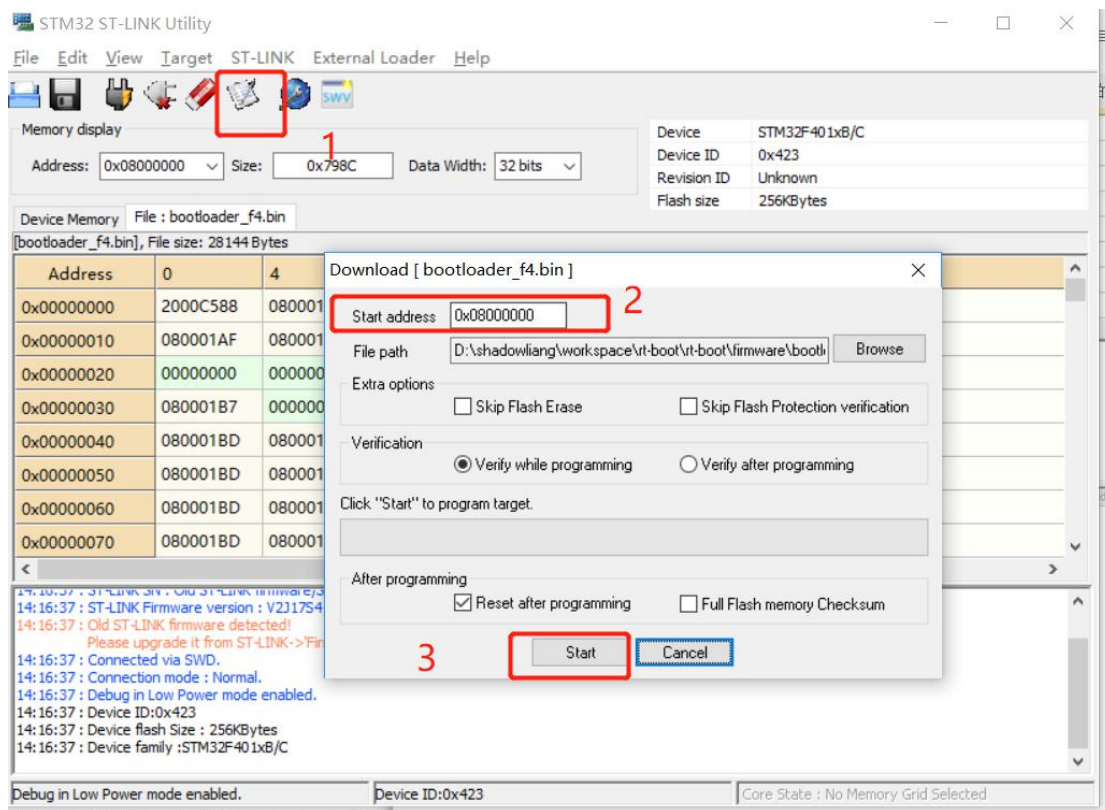 STM32 ST-LINK Utility
File Edit View Target ST-LINK External Loader Help
SWV
1
Memory display
Address: 0x08000000 Size: 0x798C Data Width: 32 bits
Device STM32F401xB/C
Device ID 0x423
Revision ID Unknown
Flash size 256KBytes
Device Memory File : bootloader_f4.bin
[bootloader_f4.bin], File size: 28144 Bytes
Address 0 4
0x00000000 2000C588 080001
0x00000010 080001AF 080001
0x00000020 00000000 000000
0x00000030 080001B7 000000
0x00000040 080001BD 080001
0x00000050 080001BD 080001
0x00000060 080001BD 080001
0x00000070 080001BD 080001
Download [ bootloader_f4.bin ]
Start address 0x08000000
2
File path D:\shadowliang\workspace\rt-boot\rt-boot\firmware\bootl Browse
Extra options
Skip Flash Erase Skip Flash Protection verification
Verification
Verify while programming Verify after programming
Click "Start" to program target.
After programming
Reset after programming Full Flash memory Checksum
3
Start Cancel
14:16:37 : ST-LINK Firmware version : V2J17S4
14:16:37 : Old ST-LINK firmware detected!
Please upgrade it from ST-LINK->'Fir
14:16:37 : Connected via SWD.
14:16:37 : Connection mode : Normal.
14:16:37 : Debug in Low Power mode enabled.
14:16:37 : Device ID:0x423
14:16:37 : Device flash Size : 256KBytes
14:16:37 : Device family :STM32F401xB/C
Debug in Low Power mode enabled. Device ID:0x423 Core State : No Memory Grid Selected